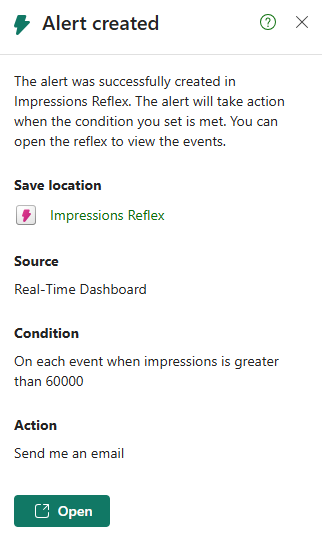 Alert created
The alert was successfully created in
Impressions Reflex. The alert will take action
when the condition you set is met. You can
open the reflex to view the events.
Save location
Impressions Reflex
Source
Real-Time Dashboard
Condition
On each event when impressions is greater
than 60000
Action
Send me an email
Open